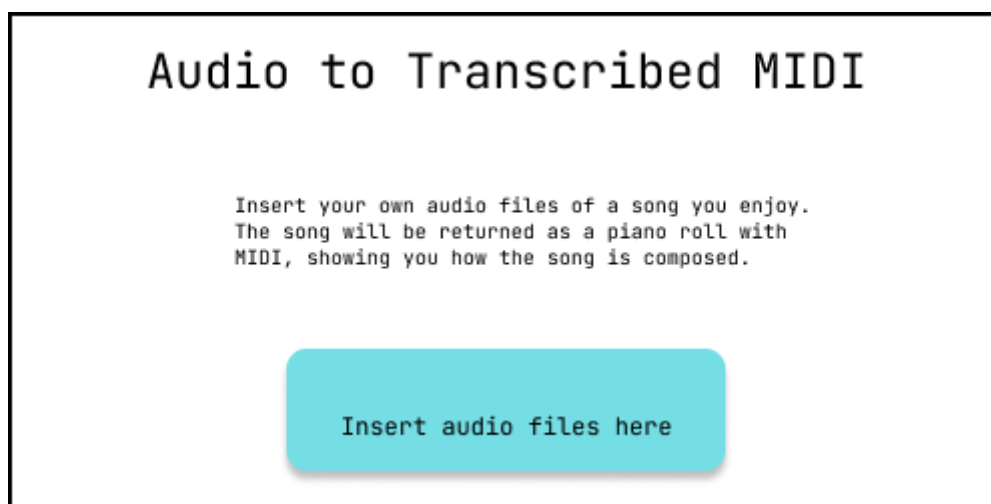 Audio to Transcribed MIDI
Insert your own audio files of a song you enjoy.
The song will be returned as a piano roll with
MIDI, showing you how the song is composed.
Insert audio files here